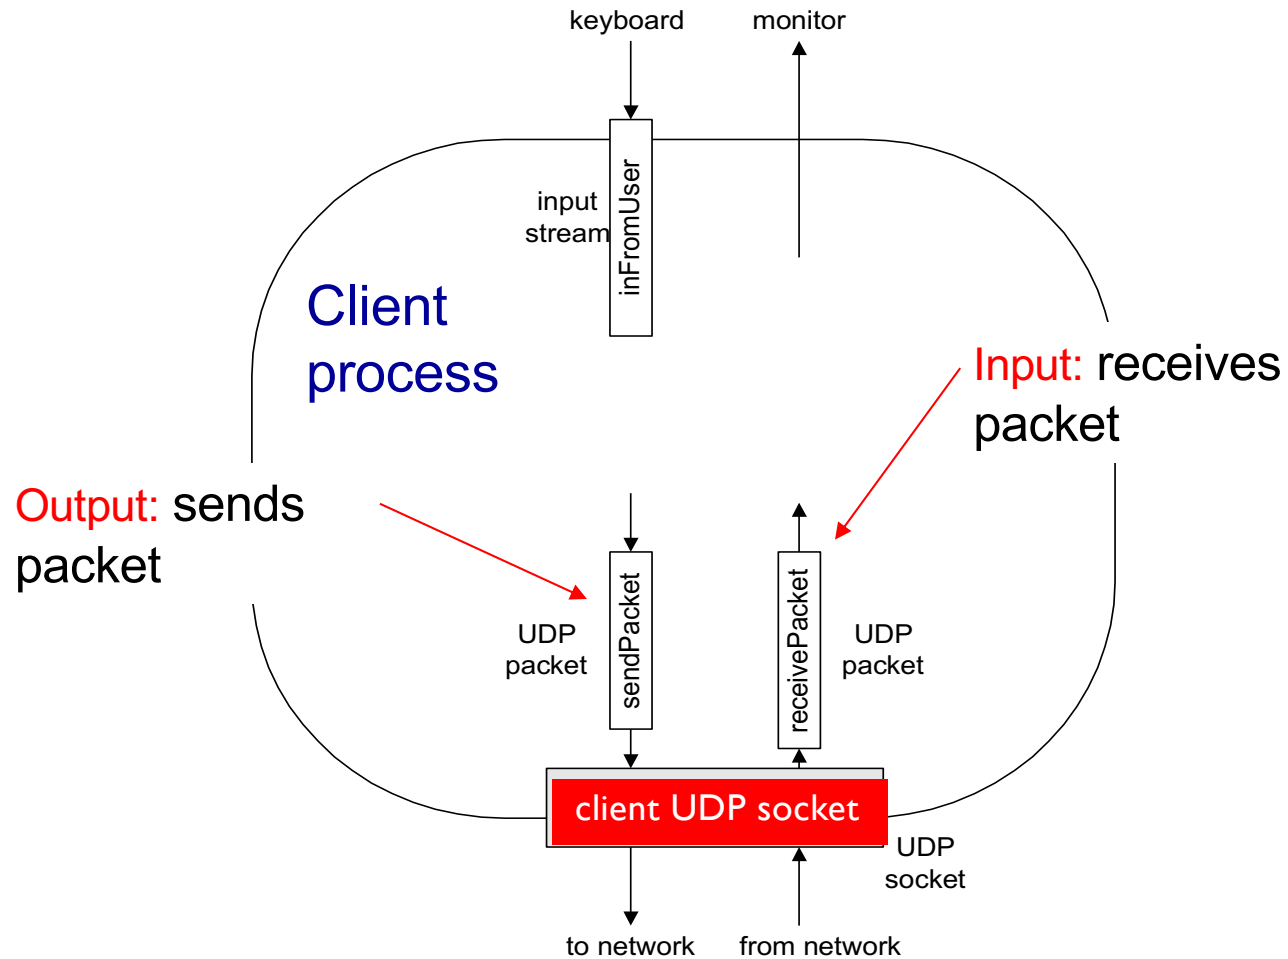 keyboard
monitor
input
stream
inFromUser
Client
process
Input: receives
packet
Output: sends
packet
UDP
packet
sendPacket
receivePacket
UDP
packet
client UDP socket
UDP
socket
to network
from network